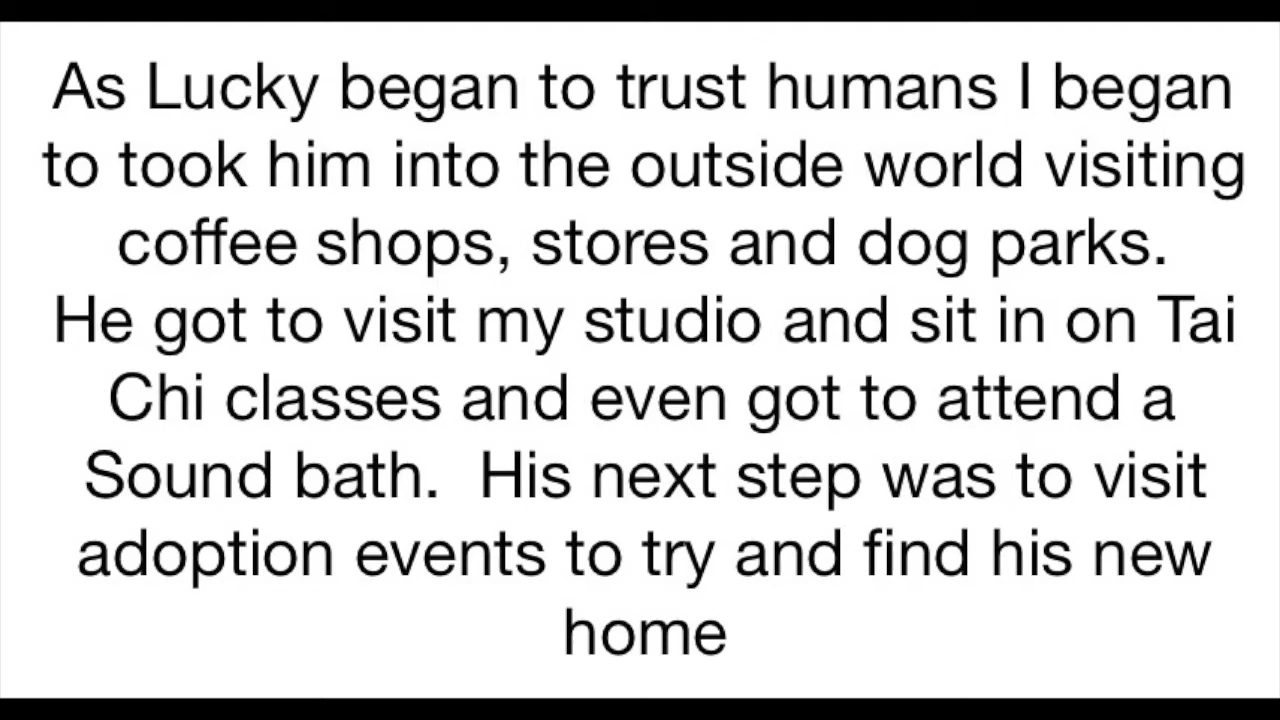 As Lucky began to trust humans I began
to took him into the outside world visiting
coffee shops, stores and dog parks.
He got to visit my studio and sit in on Tai
Chi classes and even got to attend a
Sound bath.  His next step was to visit
adoption events to try and find his new
home